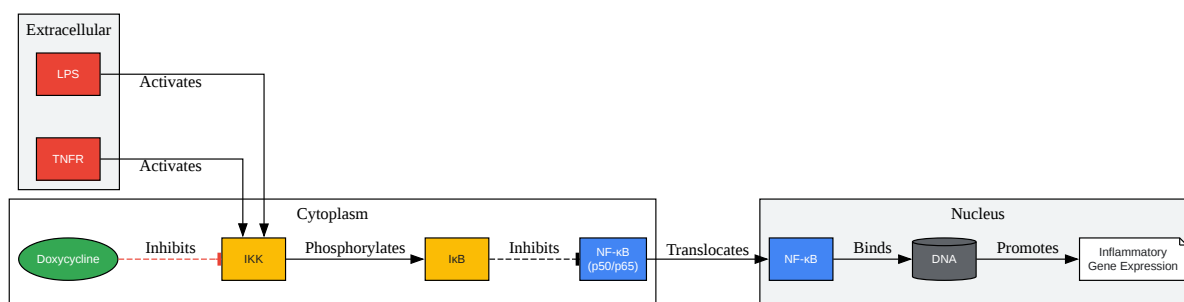 Extracellular
LPS
Activates
TNFR
Activates
Cytoplasm
Nucleus
Doxycycline
Inhibits
IKK
Phosphorylates
IκB
Inhibits
NF-κB
(p50/p65)
Translocates
NF-κB
Binds
DNA
Promotes
Inflammatory
Gene Expression